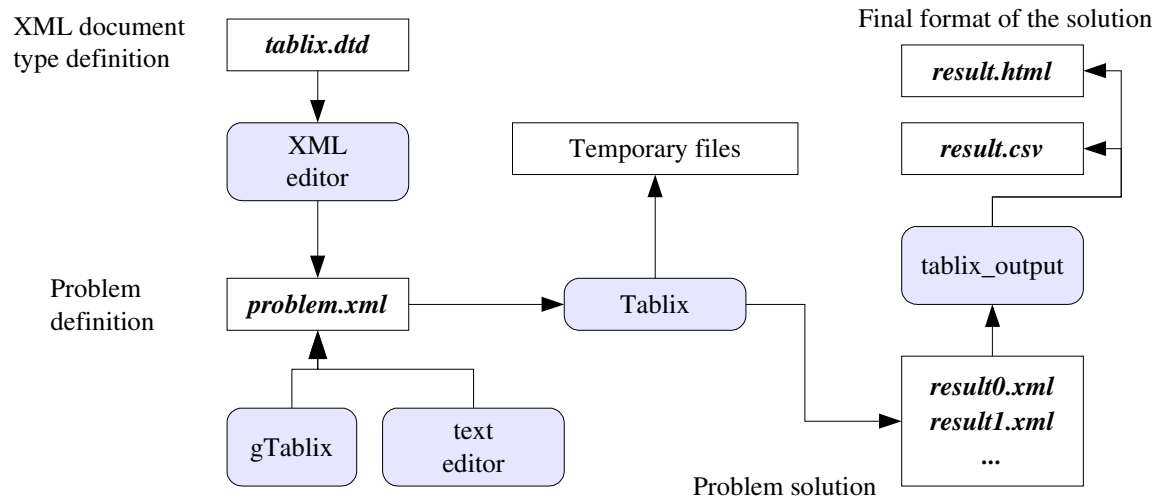 XML document
type definition
tablix.dtd
Final format of the solution
result.html
XML
editor
Temporary files
result.csv
tablix_output
Problem
definition
problem.xml
Tablix
result0.xml
result1.xml
...
gTablix
text
editor
Problem solution